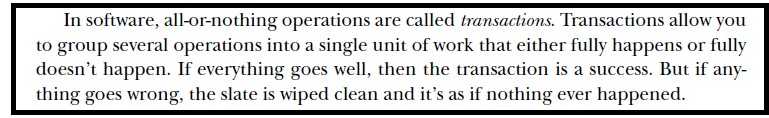 In software, all-or-nothing operations are called transactions. Transactions allow you
to group several operations into a single unit of work that either fully happens or fully
doesn’t happen. If everything goes well, then the transaction is a success. But if any-
thing goes wrong, the slate is wiped clean and it’s as if nothing ever happened.